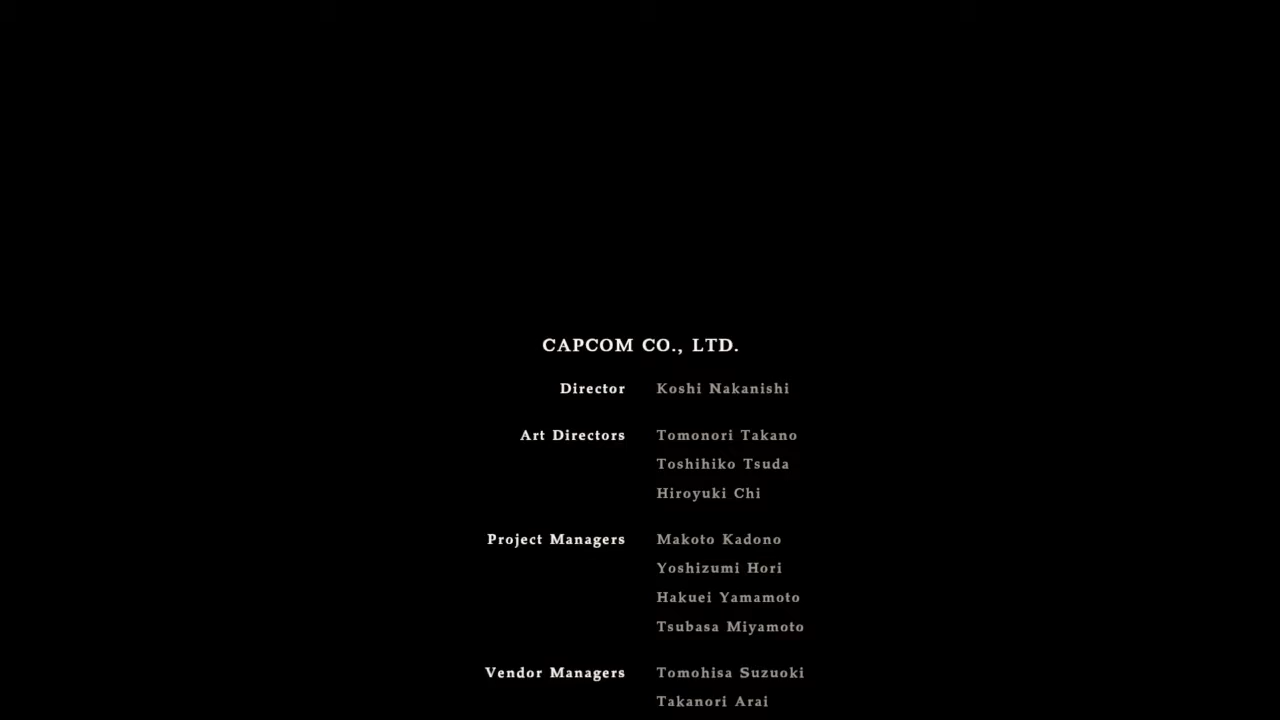 CAPCOM CO., LTD.
Director Koshi Nakanishi
Art Directors Tomonori Takano
Toshihiko Tsuda
Hiroyuki Chi
Project Managers Makoto Kadono
Yoshizumi Hori
Hakuei Yamamoto
Tsubasa Miyamoto
Vendor Managers Tomohisa Suzuoki
Takanori Arai